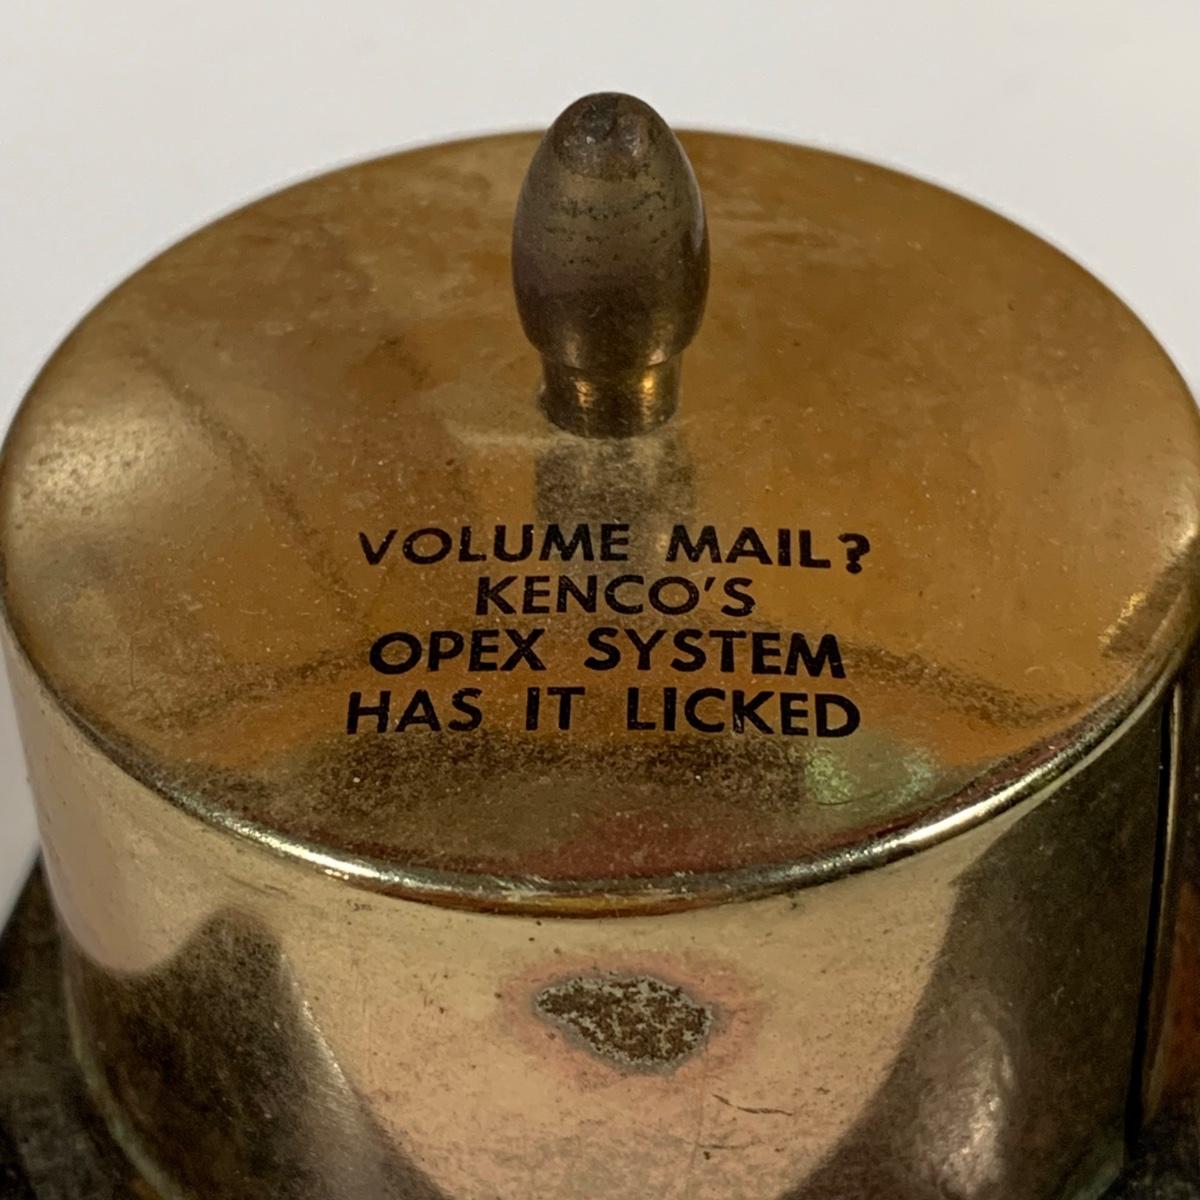 VOLUME MAIL?
KENCO'S
OPEX SYSTEM
HAS IT LICKED